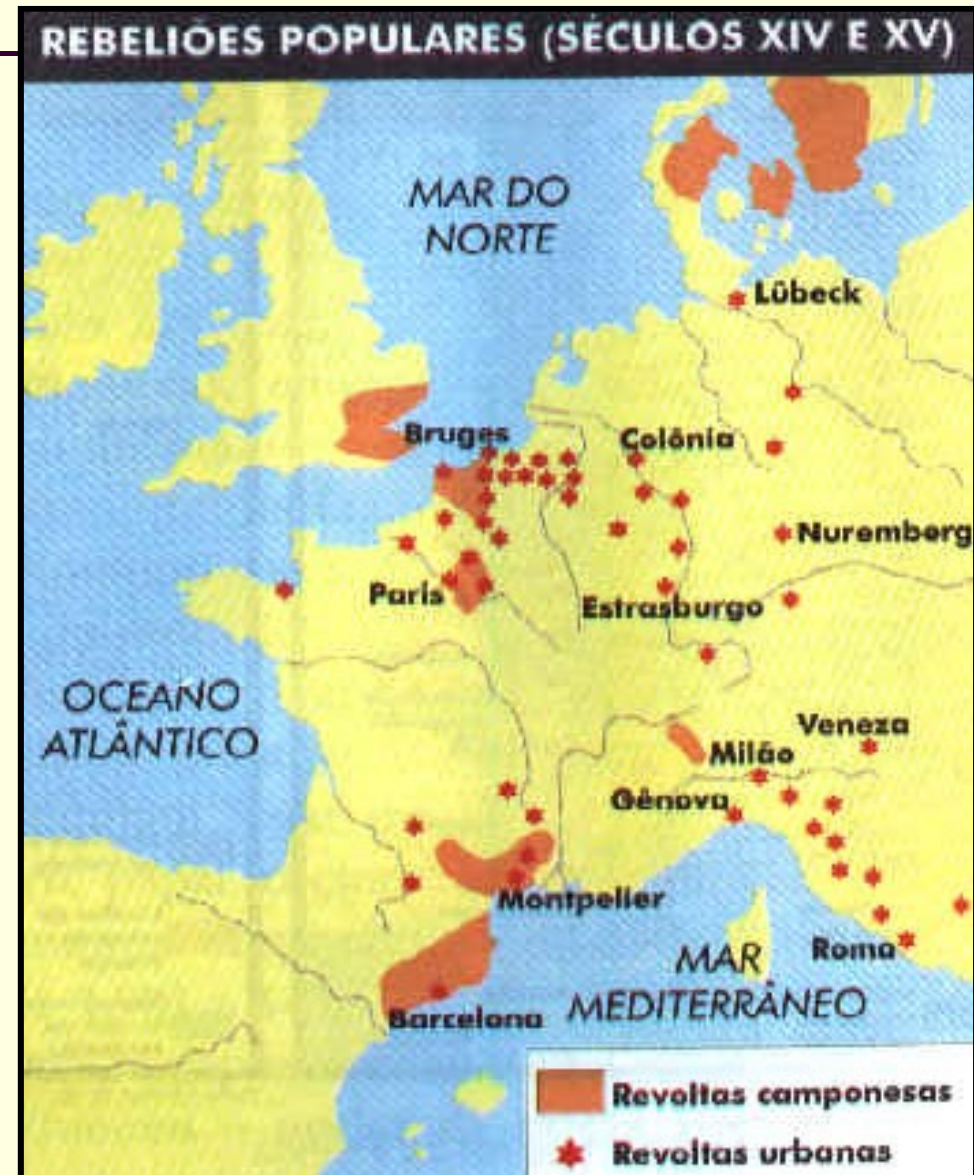 REBELIÕES POPULARES (SÉCULOS XIV E XV)
MAR DO
NORTE
Lübeck
Bruges
Colônia
Nuremberg
Paris
Estrasburgo
OCEANO
ATLÂNTICO
Veneza
Milão
Gênova
Montpelier
Roma
MAR
MEDITERRÂNEO
Barcelona
Revoltas camponesas
Revoltas urbanas